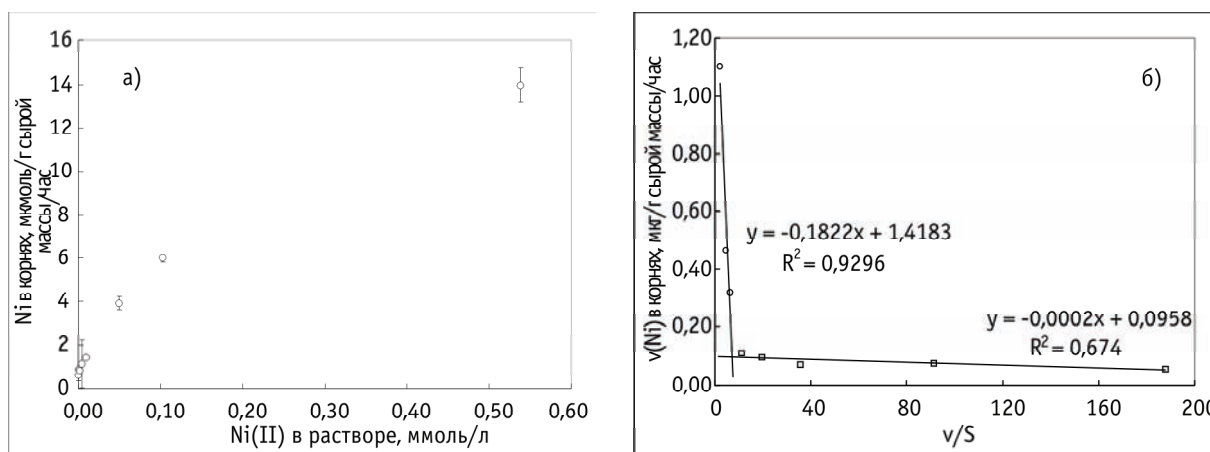 а)
16
14
12
10
8
6
4
2
0
Ni в корнях, мкмоль/г сырой
массы/час
0,00 0,10 0,20 0,30 0,40 0,50 0,60
Ni(II) в растворе, ммоль/л
б)
1,20
1,00
0,80
0,60
0,40
0,20
0,00
v(Ni) в корнях, мкг/г сырой массы/час
y = -0,1822x + 1,4183
R² = 0,9296
y = -0,0002x + 0,0958
R² = 0,674
0 40 80 120 160 200
v/S